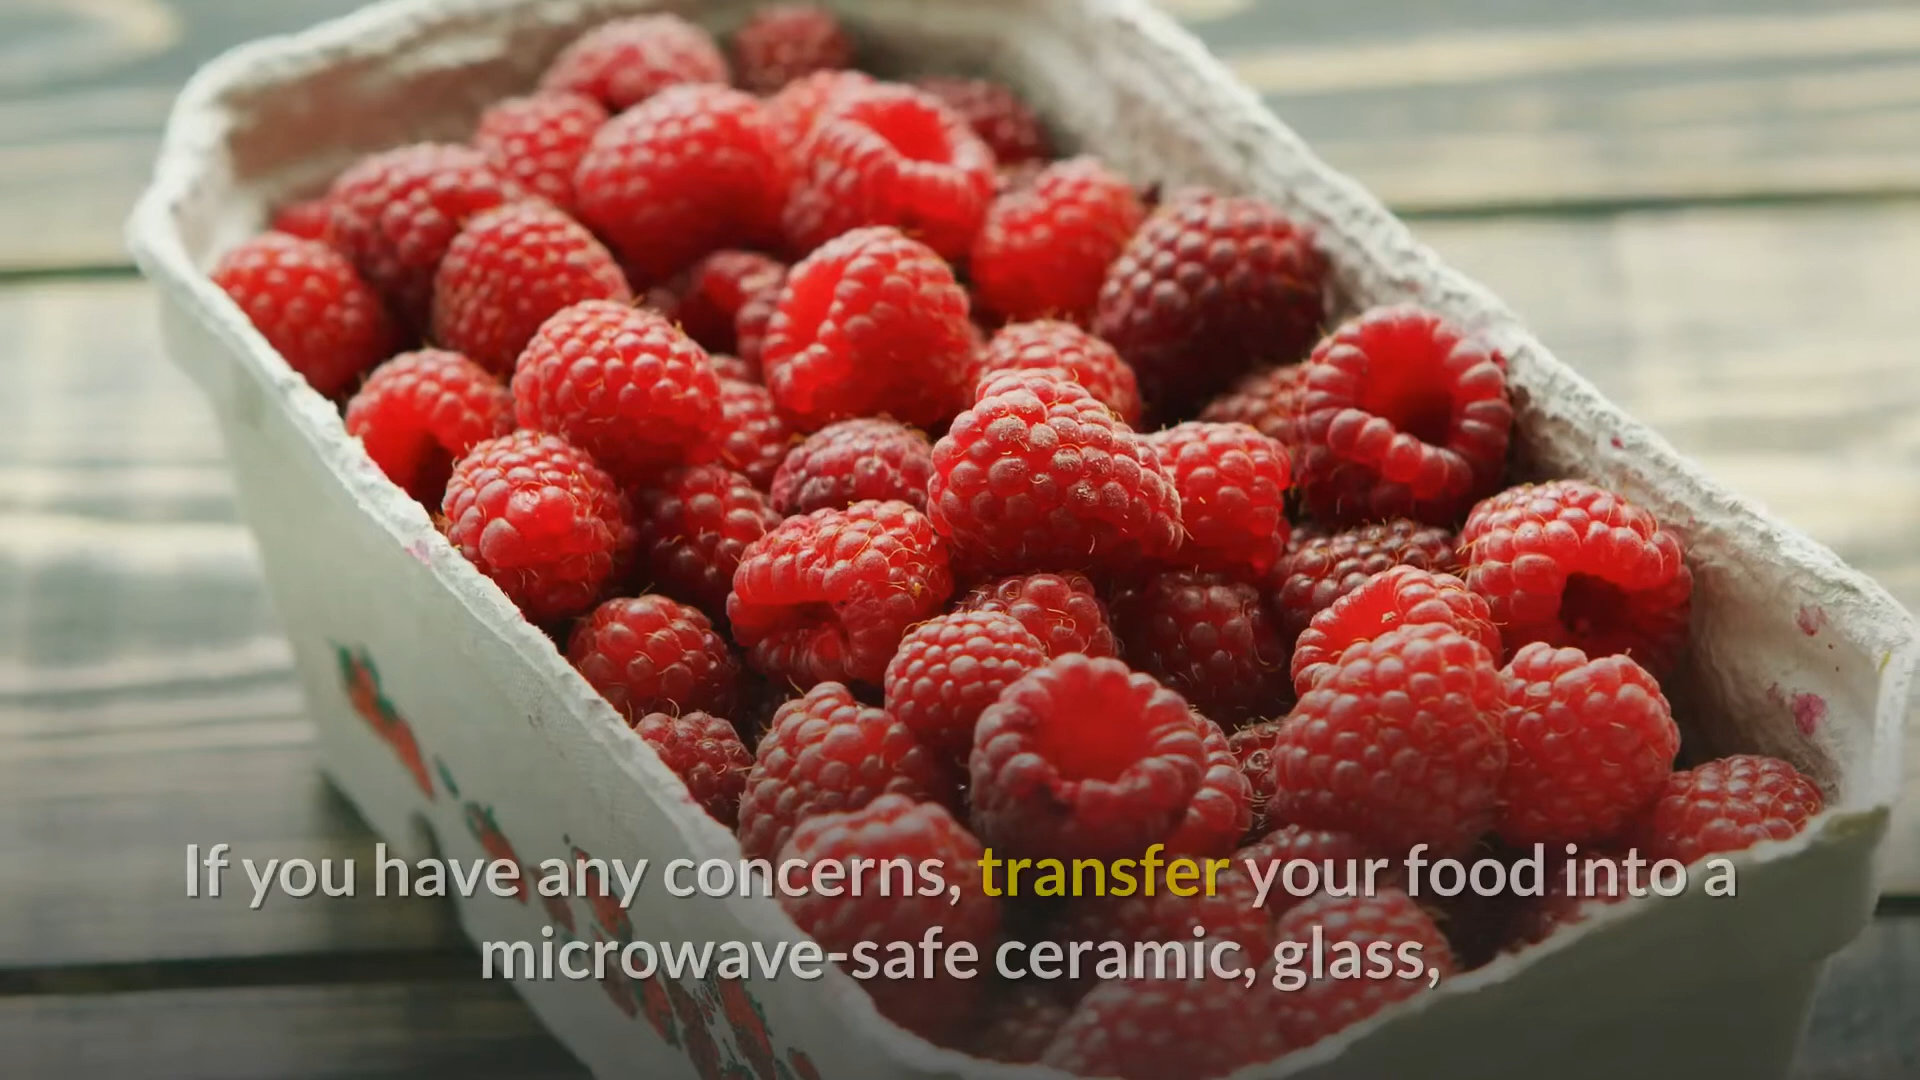 If you have any concerns, transfer your food into a
microwave-safe ceramic, glass,